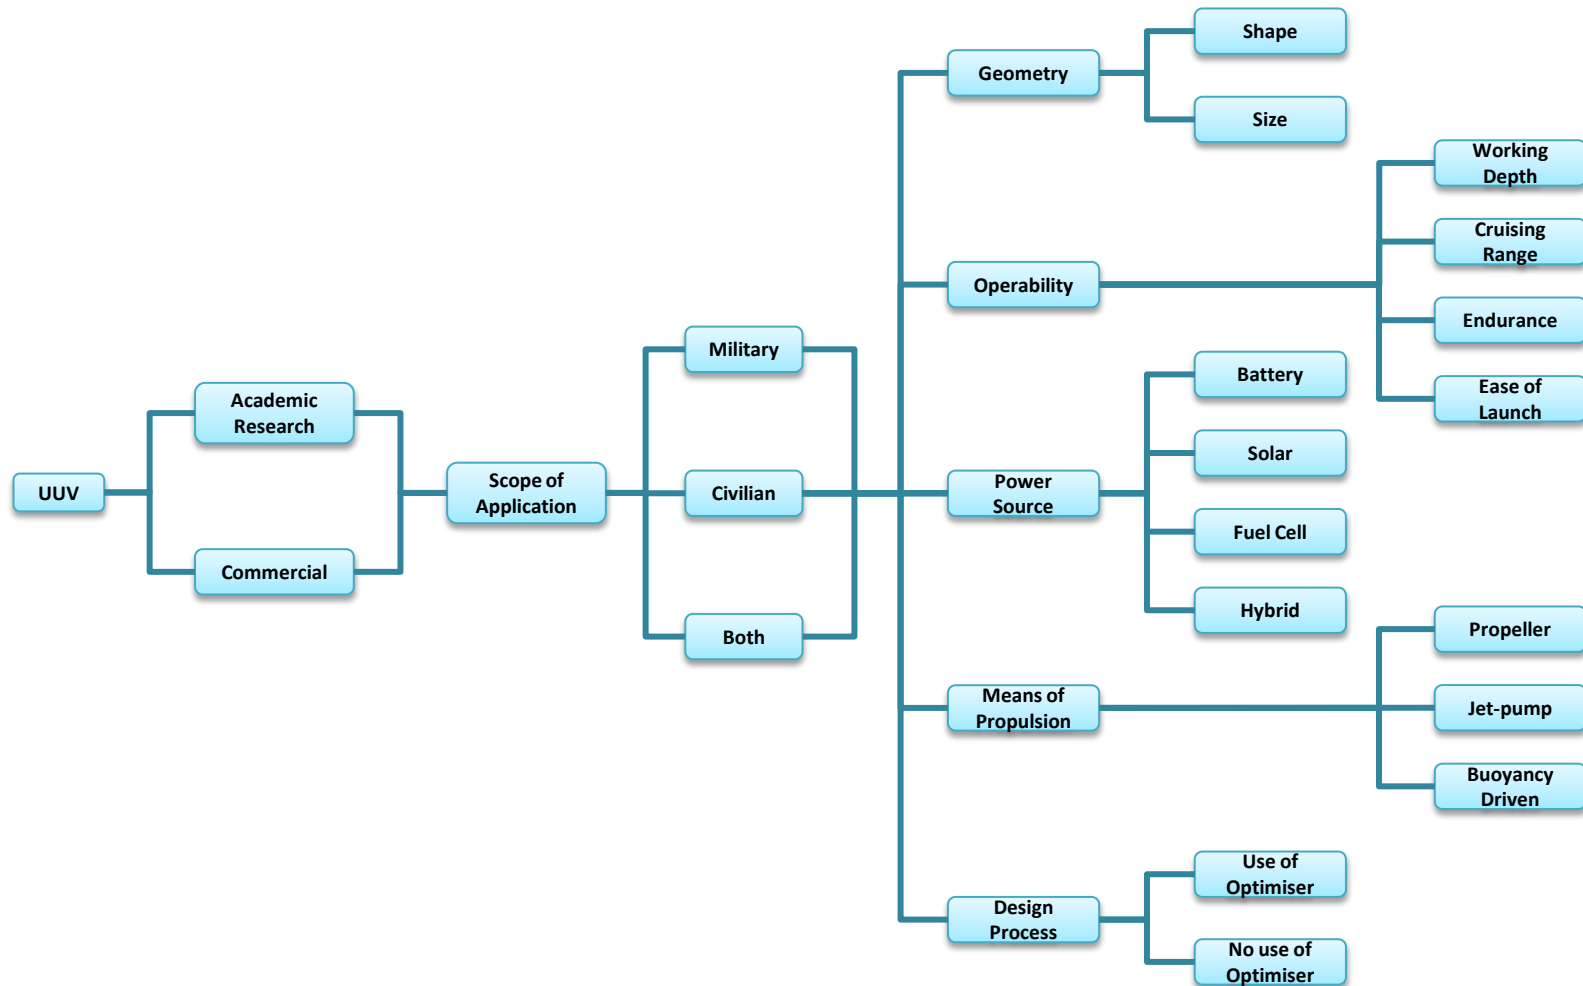 UUV
Academic
Research
Commercial
Scope of
Application
Military
Civilian
Both
Geometry
Shape
Size
Operability
Working
Depth
Cruising
Range
Endurance
Ease of
Launch
Power
Source
Battery
Solar
Fuel Cell
Hybrid
Means of
Propulsion
Propeller
Jet-pump
Buoyancy
Driven
Design
Process
Use of
Optimiser
No use of
Optimiser